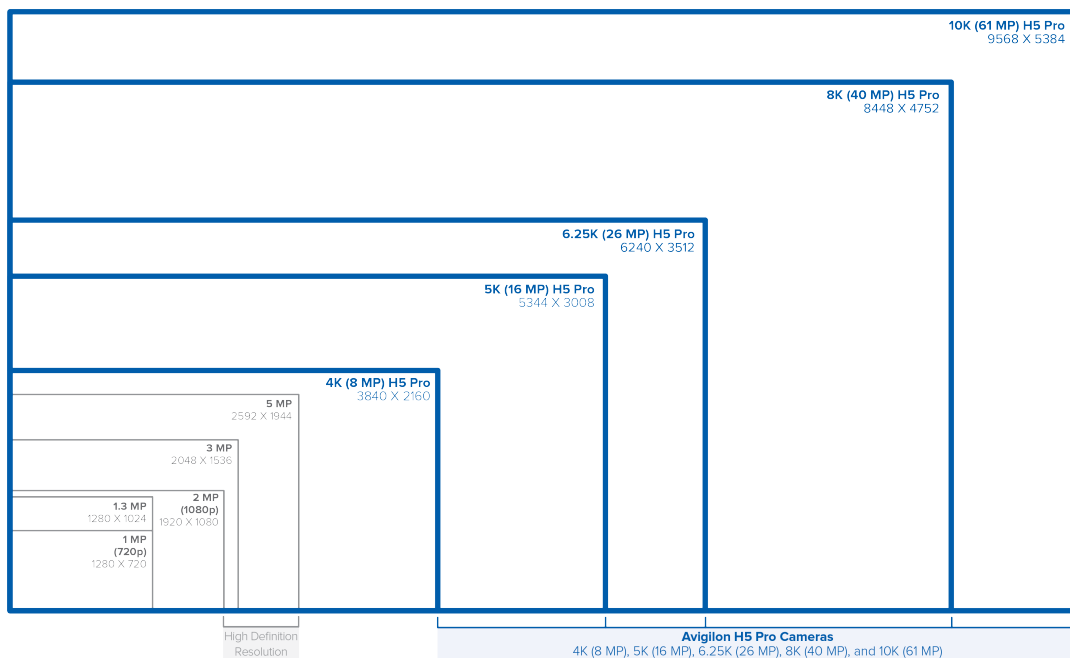 10K (61 MP) H5 Pro
9568 X 5384
8K (40 MP) H5 Pro
8448 X 4752
6.25K (26 MP) H5 Pro
6240 X 3512
5K (16 MP) H5 Pro
5344 X 3008
4K (8 MP) H5 Pro
3840 X 2160
5 MP
2592 X 1944
3 MP
2048 X 1536
2 MP
(1080p)
1920 X 1080
1.3 MP
1280 X 1024
1 MP
(720p)
1280 X 720
High Definition
Resolution
Avigilon H5 Pro Cameras
4K (8 MP), 5K (16 MP), 6.25K (26 MP), 8K (40 MP), and 10K (61 MP)